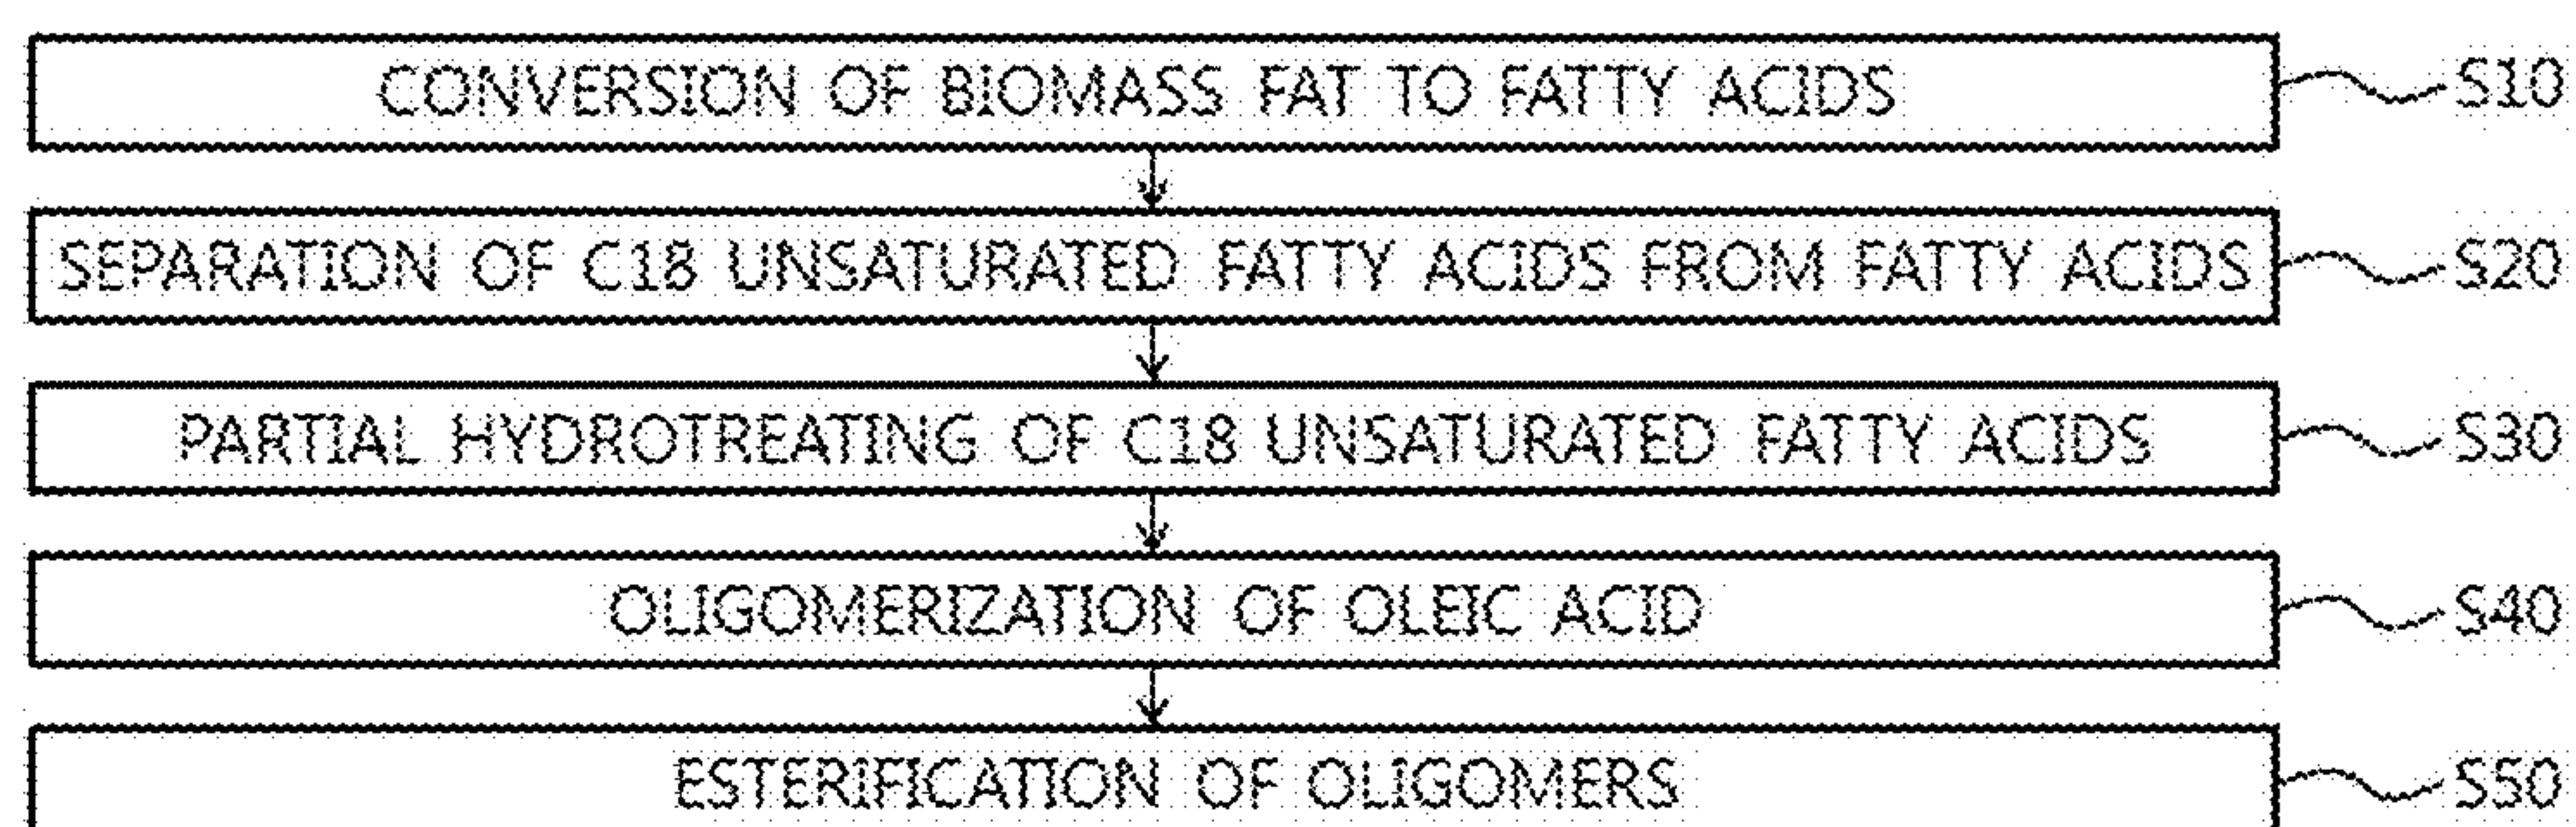 CONVERSION OF BIOMASS FAT TO FATTY ACIDS S10
SEPARATION OF C18 UNSATURATED FATTY ACIDS FROM FATTY ACIDS S20
PARTIAL HYDROTREATING OF C18 UNSATURATED FATTY ACIDS S30
OLIGOMERIZATION OF OLEIC ACID S40
ESTERIFICATION OF OLIGOMERS S50